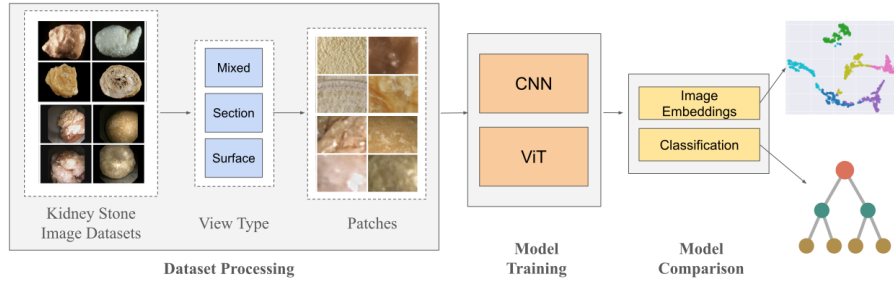 Mixed
Section
Surface
Kidney Stone
Image Datasets
View Type
Patches
Dataset Processing
CNN
ViT
Model
Training
Image
Embeddings
Classification
Model
Comparison